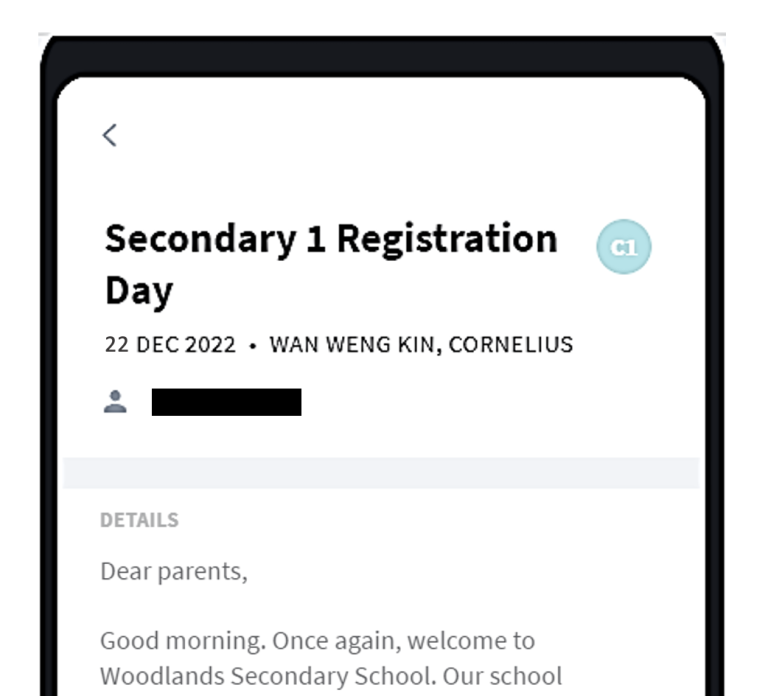 Secondary 1 Registration
Day
C1
22 DEC 2022 • WAN WENG KIN, CORNELIUS
DETAILS
Dear parents,
Good morning. Once again, welcome to
Woodlands Secondary School. Our school